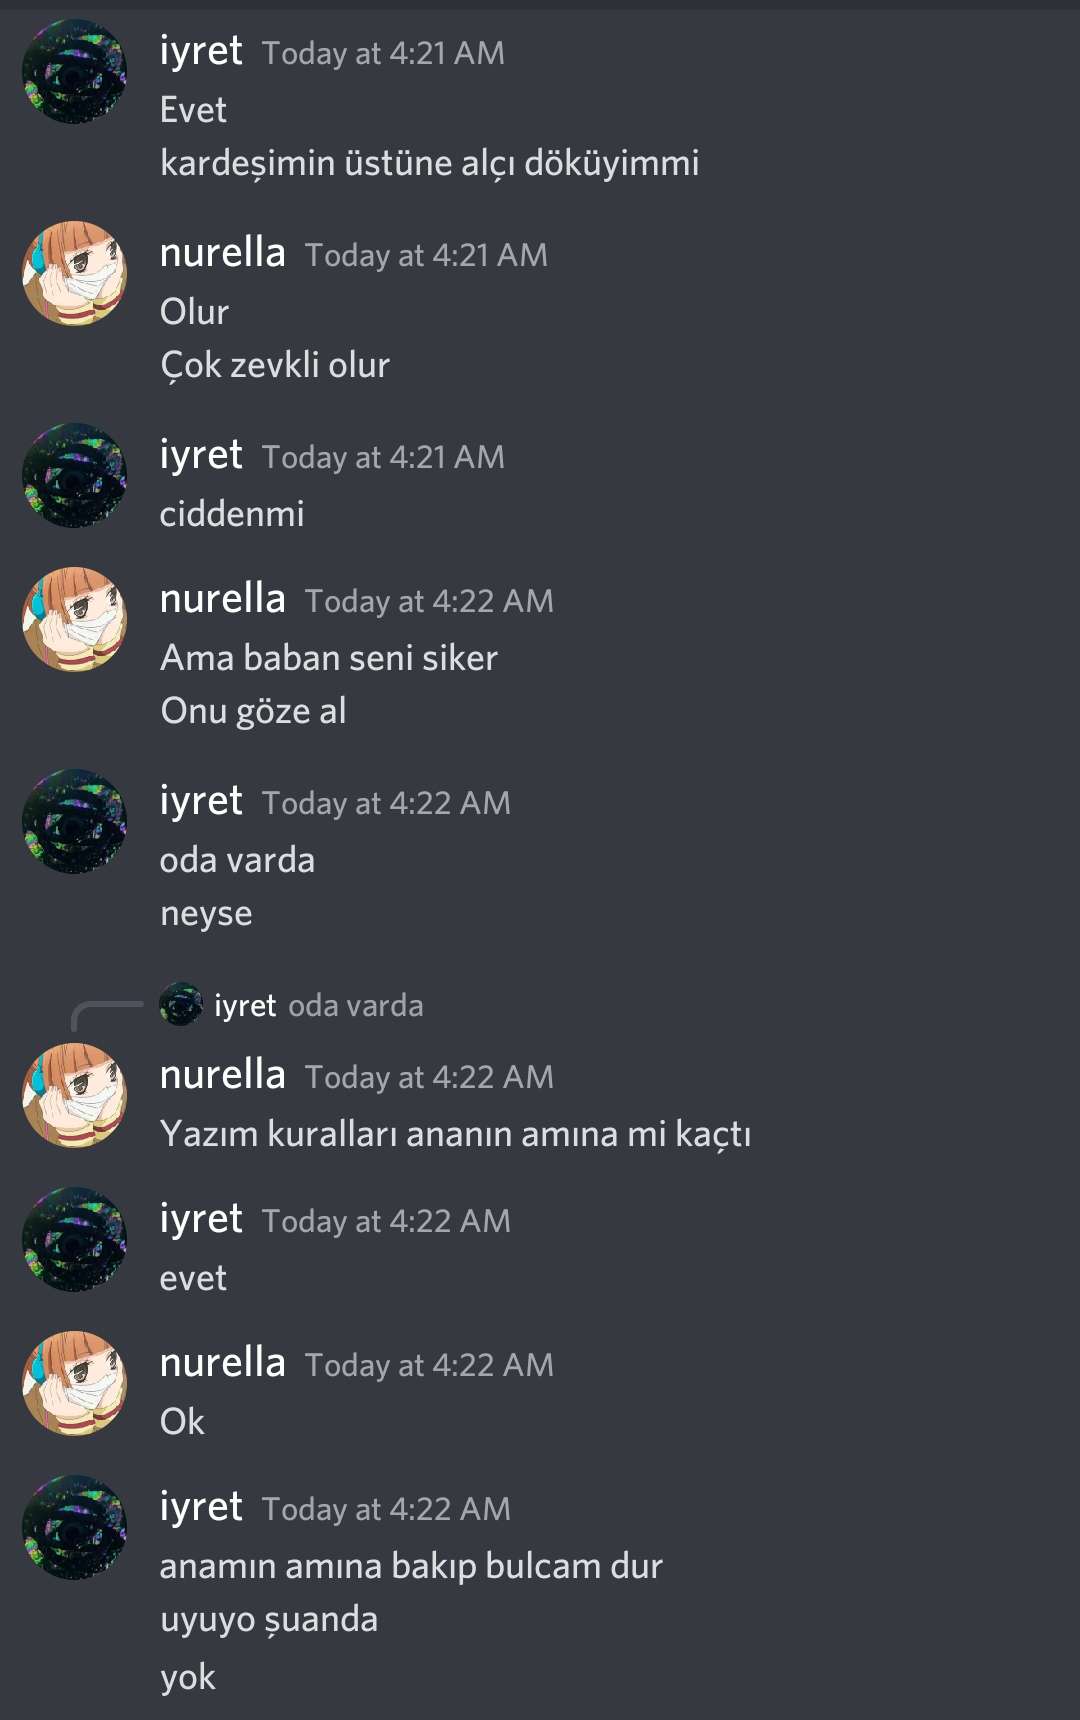 iyret Today at 4:21 AM
Evet
kardeşimin üstüne alçı döküyimmi
nurella Today at 4:21 AM
Olur
Çok zevkli olur
iyret Today at 4:21 AM
ciddenmi
nurella Today at 4:22 AM
Ama baban seni siker
Onu göze al
iyret Today at 4:22 AM
oda varda
neyse
iyret oda varda
nurella Today at 4:22 AM
Yazım kuralları ananın amına mi kaçtı
iyret Today at 4:22 AM
evet
nurella Today at 4:22 AM
Ok
iyret Today at 4:22 AM
anamın amına bakıp bulcam dur
uyuyo şuanda
yok